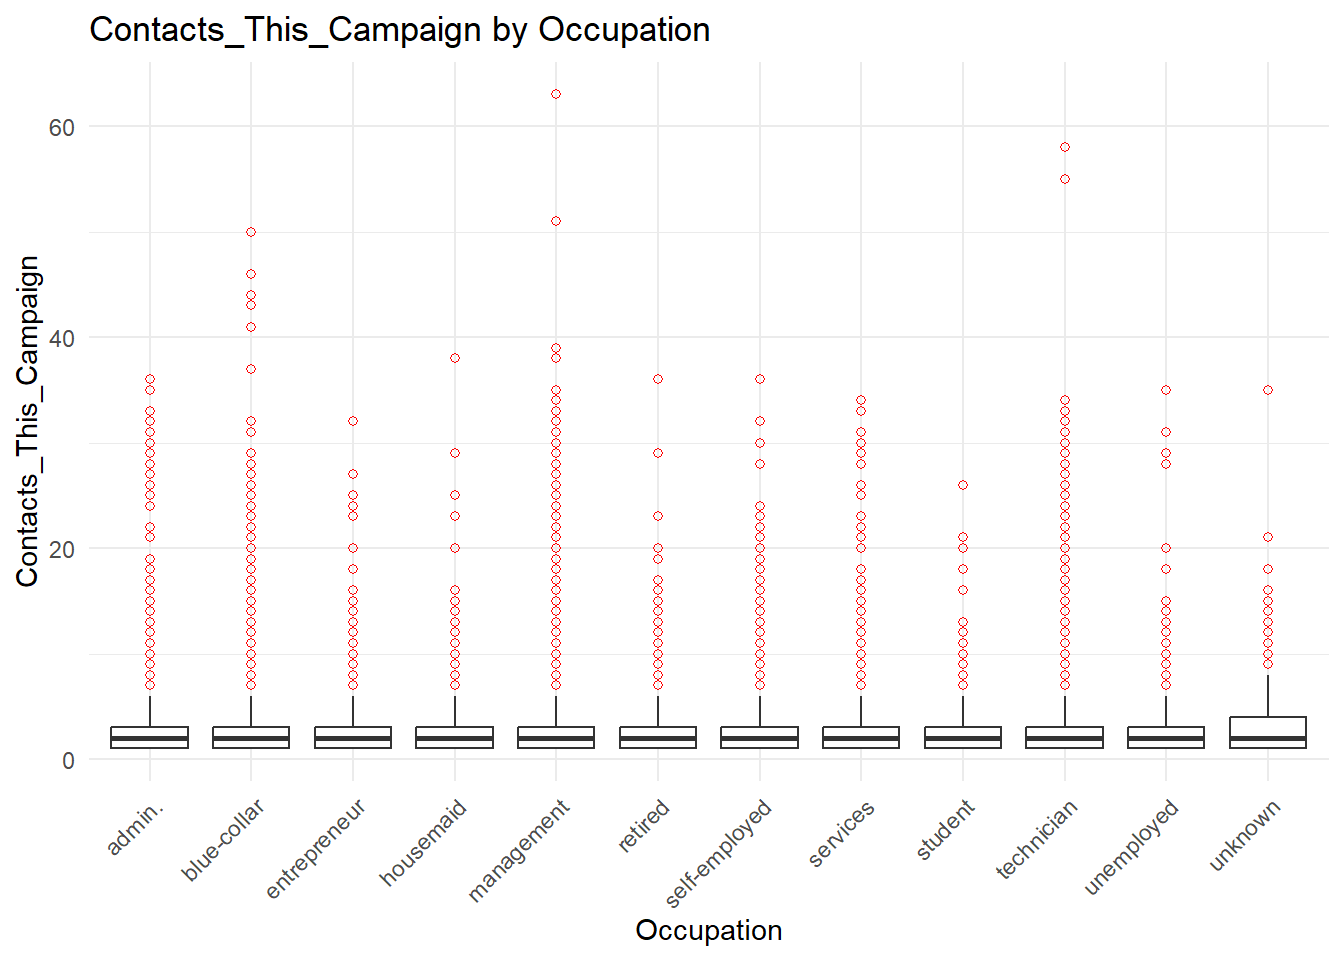 Contacts_This_Campaign by Occupation
Contacts_This_Campaign
60
40
20
0
admin.
blue-collar
entrepreneur
housemaid
management
retired
self-employed
services
student
technician
unemployed
unknown
Occupation